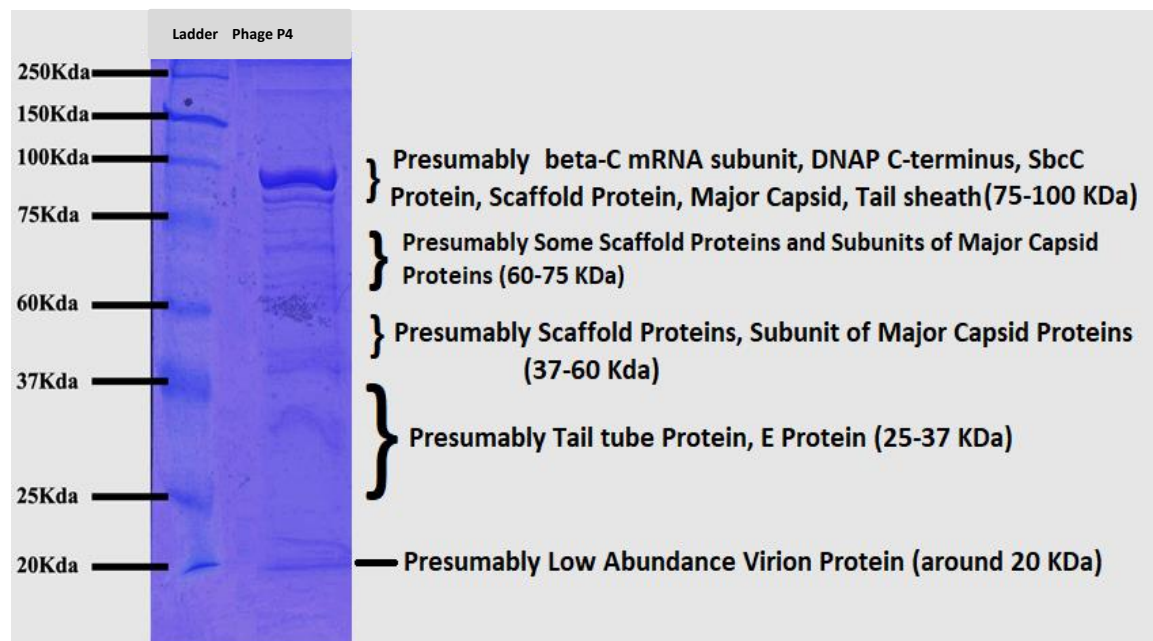 Ladder Phage P4
250Kda
150Kda
100Kda
Presumably beta-C mRNA subunit, DNAP C-terminus, SbcC
Protein, Scaffold Protein, Major Capsid, Tail sheath(75-100 KDa)
75Kda
Presumably Some Scaffold Proteins and Subunits of Major Capsid
Proteins (60-75 KDa)
60Kda
Presumably Scaffold Proteins, Subunit of Major Capsid Proteins
(37-60 Kda)
37Kda
Presumably Tail tube Protein, E Protein (25-37 KDa)
25Kda
20Kda
Presumably Low Abundance Virion Protein (around 20 KDa)